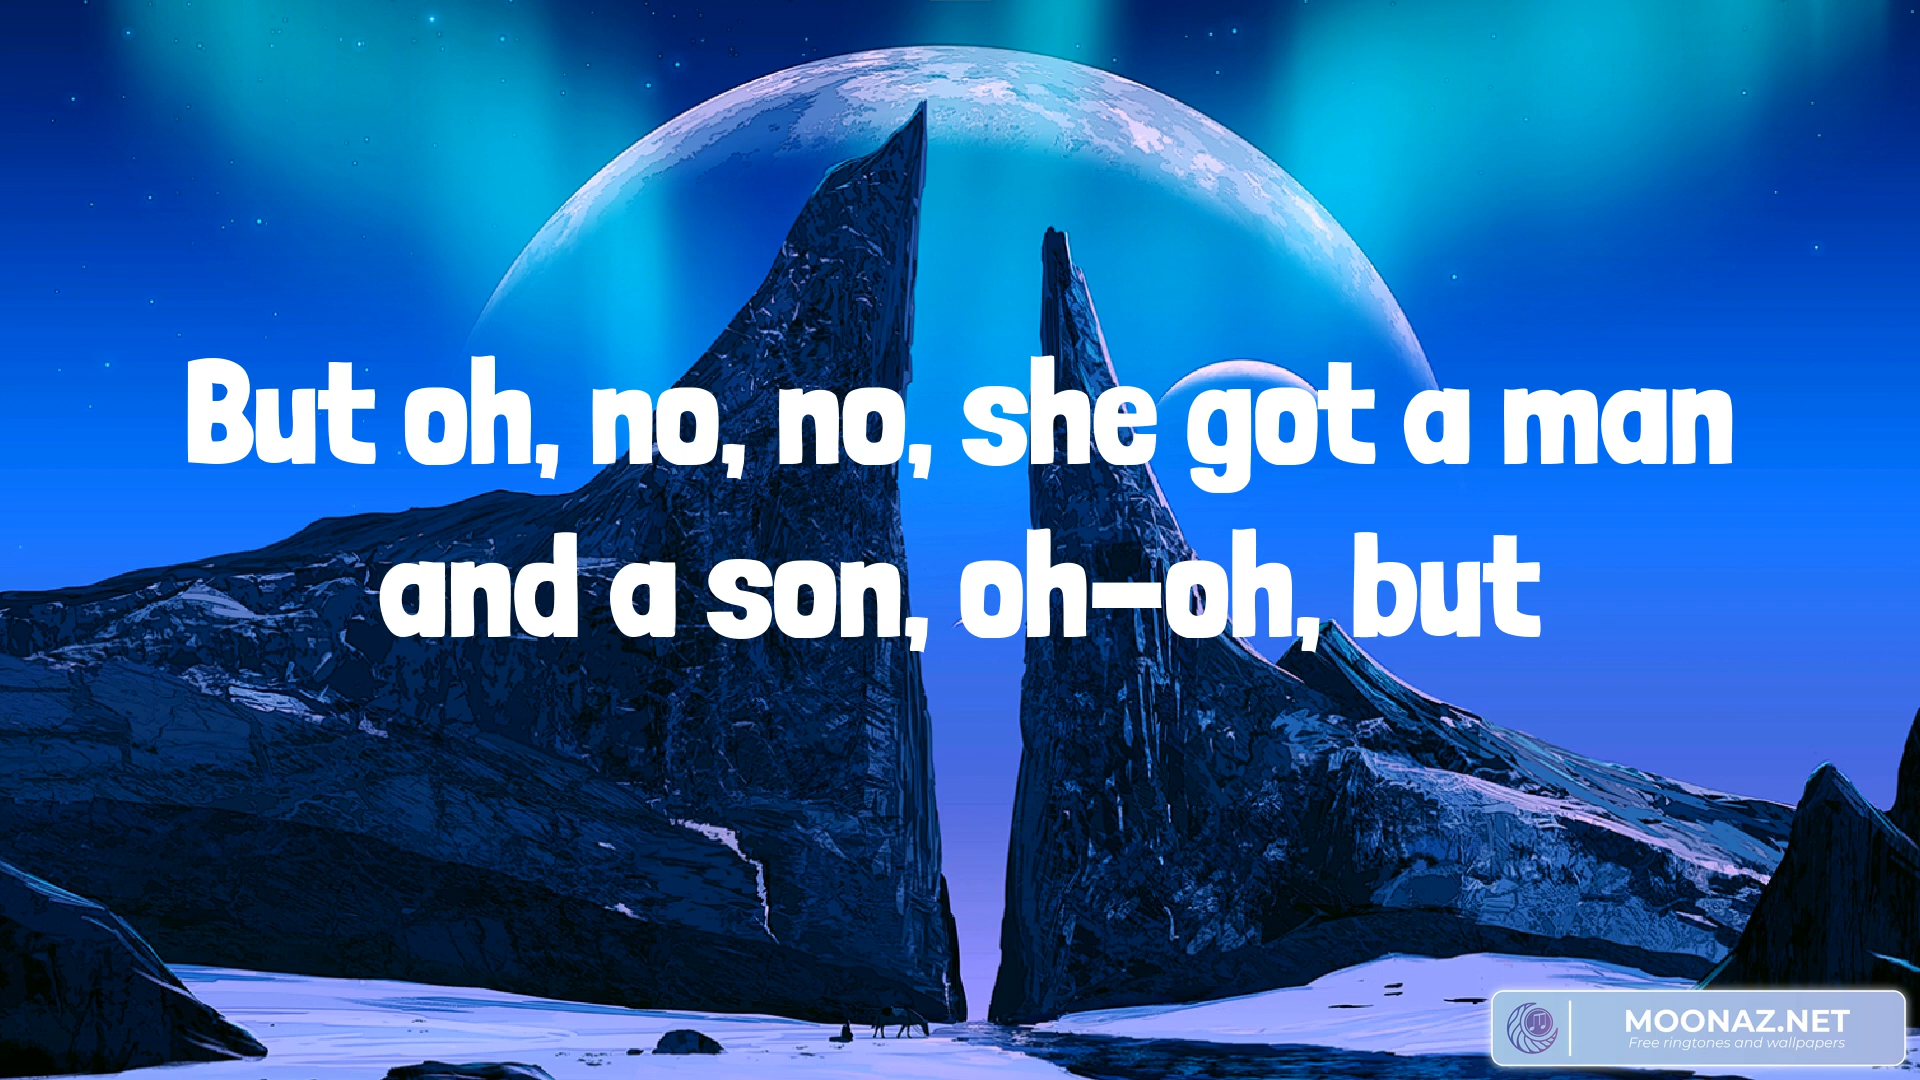 But oh, no, no, she got a man
and a son, oh-oh, but
MOONAZ.NET
Free ringtones and wallpapers